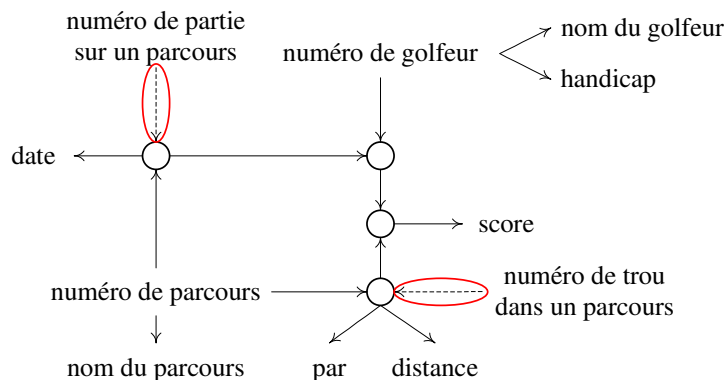 numéro de partie
sur un parcours
numéro de golfeur
nom du golfeur
handicap
date
score
numéro de parcours
numéro de trou
dans un parcours
nom du parcours
par
distance